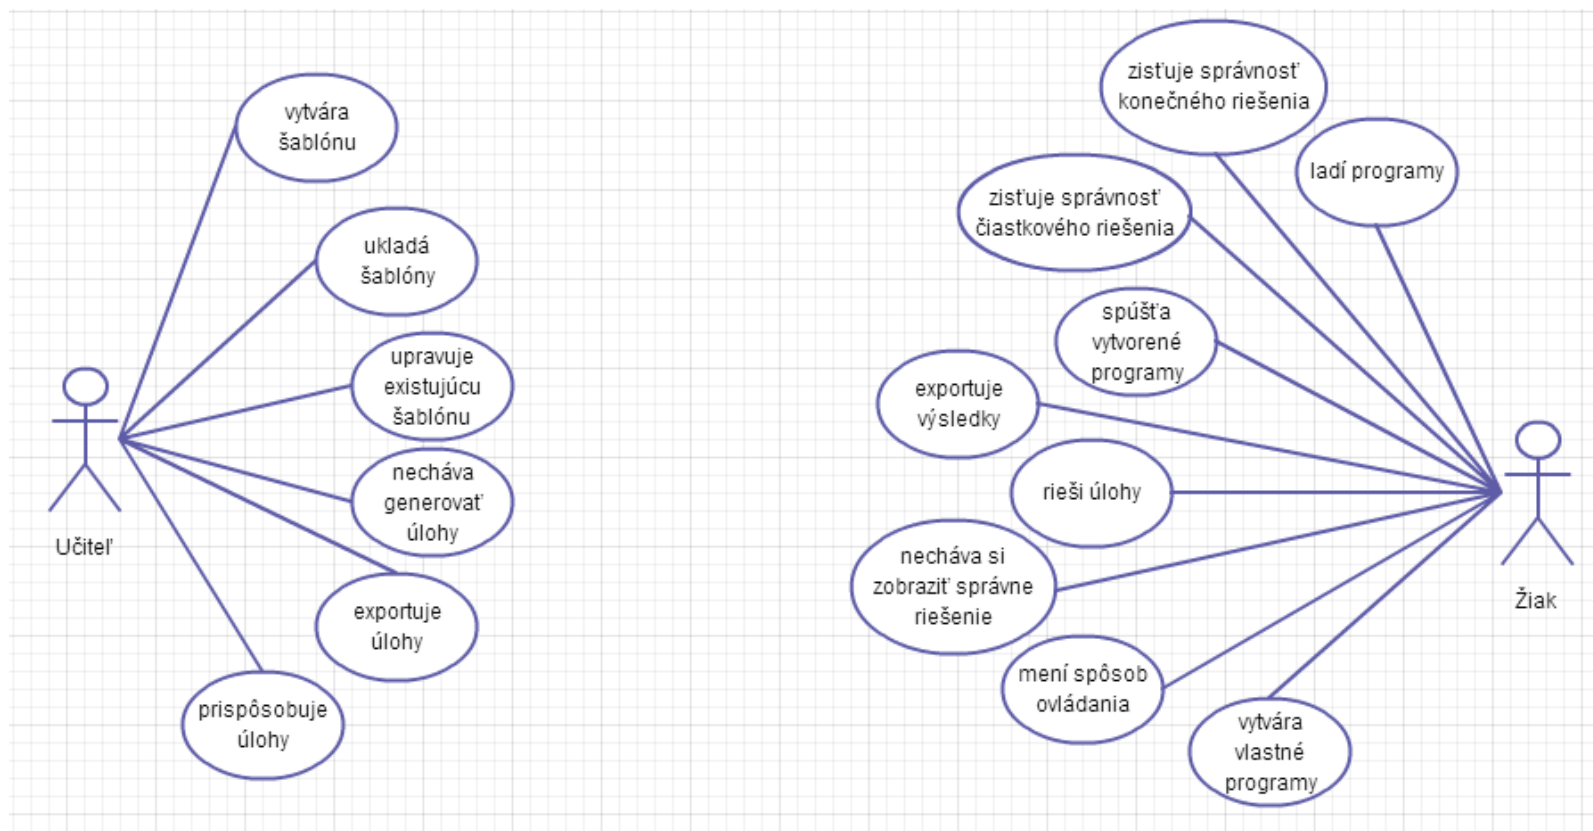 vytvára
šablónu
ukladá
šablóny
upravuje
existujúcu
šablónu
necháva
generovať
úlohy
exportuje
úlohy
prispôsobuje
úlohy
Učiteľ
zisťuje správnosť
konečného riešenia
ladí programy
zisťuje správnosť
čiastkového riešenia
spúšťa
vytvorené
programy
exportuje
výsledky
rieši úlohy
necháva si
zobraziť správne
riešenie
mení spôsob
ovládania
vytvára
vlastné
programy
Žiak